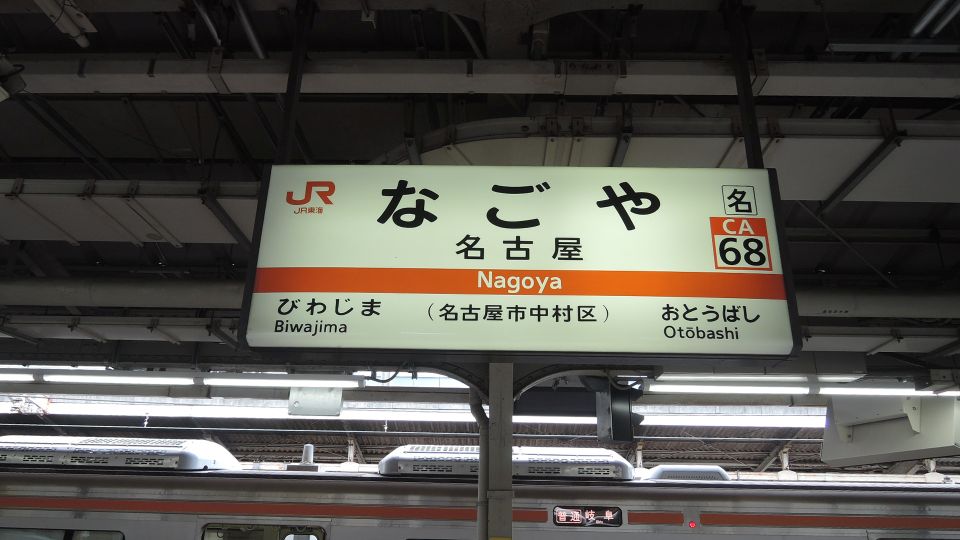 JR
JR東海
なごや
名
名古屋
CA
68
Nagoya
びわじま
Biwajima
(名古屋市中村区)
おとうばし
Otōbashi
普通 岐阜